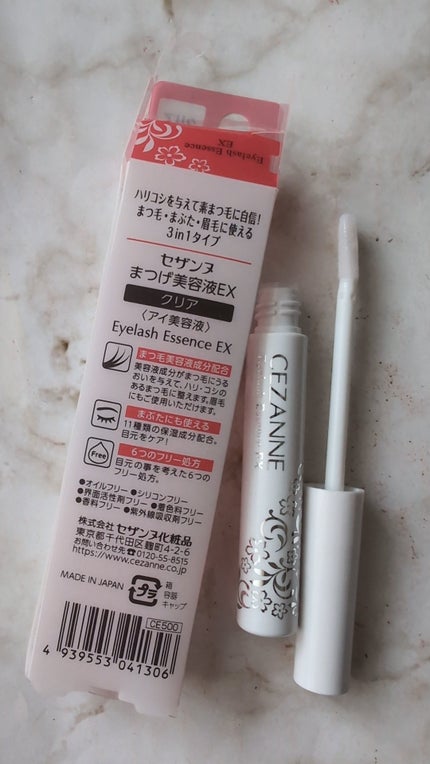 Eyelash Essence
EX
ハリコシを与えて素まつ毛に自信!
まつ毛・まぶた・眉毛に使える
3in1タイプ
セザンヌ
まつげ美容液EX
クリア
〈アイ美容液〉
Eyelash Essence EX
まつ毛美容液成分配合
美容液成分がまつ毛にうる
おいを与えて、ハリ・コシの
あるまつ毛に整えます。眉毛
にもご使用いただけます。
まぶたにも使える
11種類の保湿成分配合。
目元をケア!
Free
6つのフリー処方
目元の事を考えた6つの
フリー処方。
●オイルフリー ●シリコンフリー
●界面活性剤フリー ●着色料フリー
●香料フリー ●紫外線吸収剤フリー
株式会社 セザンヌ化粧品
東京都千代田区麹町4-2-6
お問い合わせ先 0120-55-8515
https://www.cezanne.co.jp
MADE IN JAPAN
プラ
箱
容器
キャップ
CE500
4 939553 041306
CEZANNE